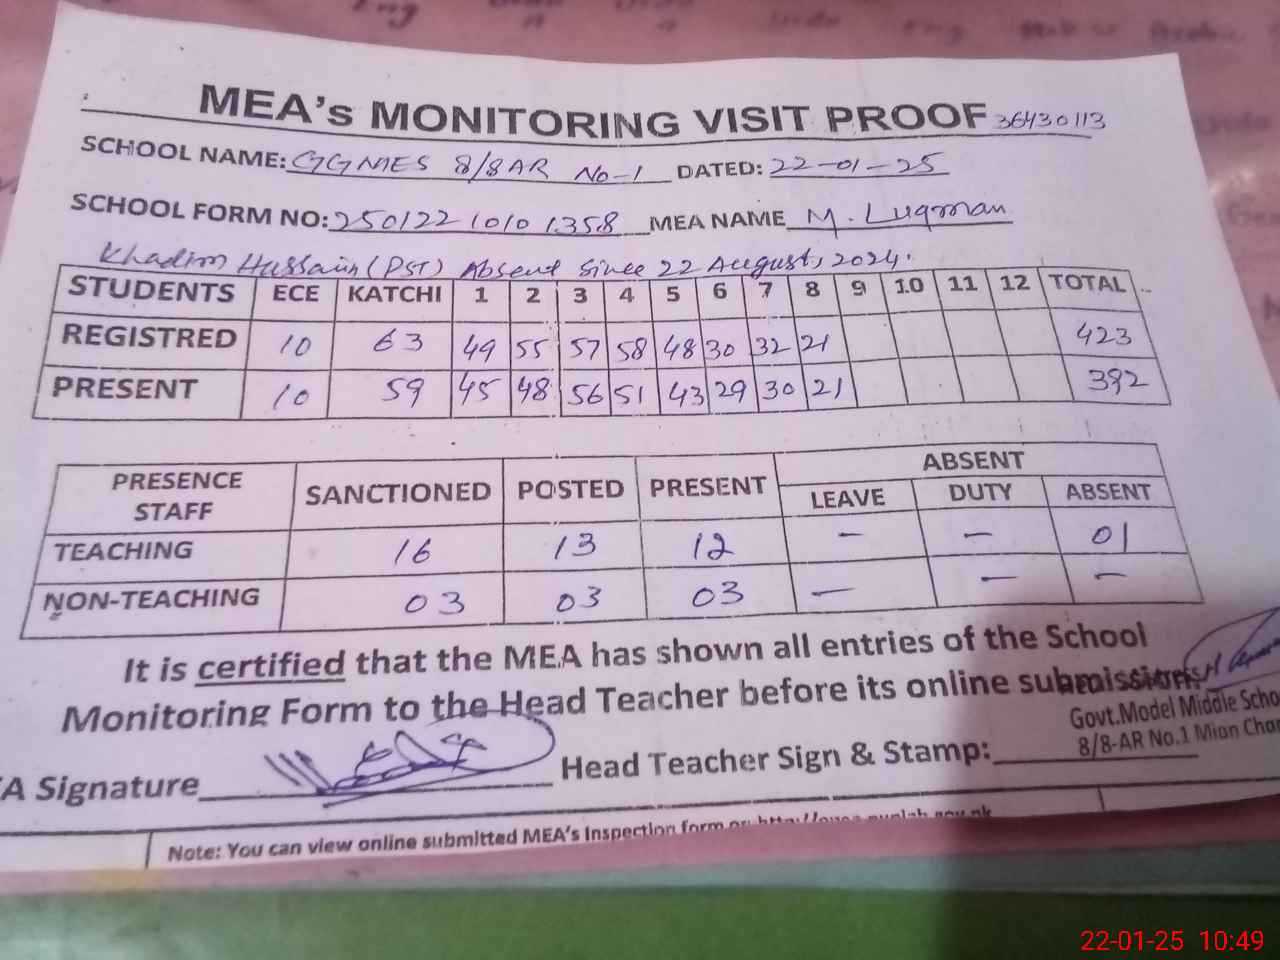 MEA's MONITORING VISIT PROOF 36430113
SCHOOL NAME: GGMES 8/8AR No-1 DATED: 22-01-25
SCHOOL FORM NO: 250122 1010 1358 MEA NAME M. Luqman
Khadim Hussain (PST) Absent Since 22 August, 2024.
STUDENTS ECE KATCHI 1 2 3 4 5 6 7 8 9 10 11 12 TOTAL
REGISTRED 10 63 49 55 57 58 48 30 32 21 423
PRESENT 10 59 45 48 56 51 43 29 30 21 392
PRESENCE STAFF SANCTIONED POSTED PRESENT ABSENT
LEAVE DUTY ABSENT
TEACHING 16 13 12 - - 01
NON-TEACHING 03 03 03 - - -
It is certified that the MEA has shown all entries of the School
Monitoring Form to the Head Teacher before its online submission.
A Signature Head Teacher Sign & Stamp:
Govt.Model Middle Scho
8/8-AR No.1 Mian Chan
Note: You can view online submitted MEA's Inspection form on
22-01-25 10:49